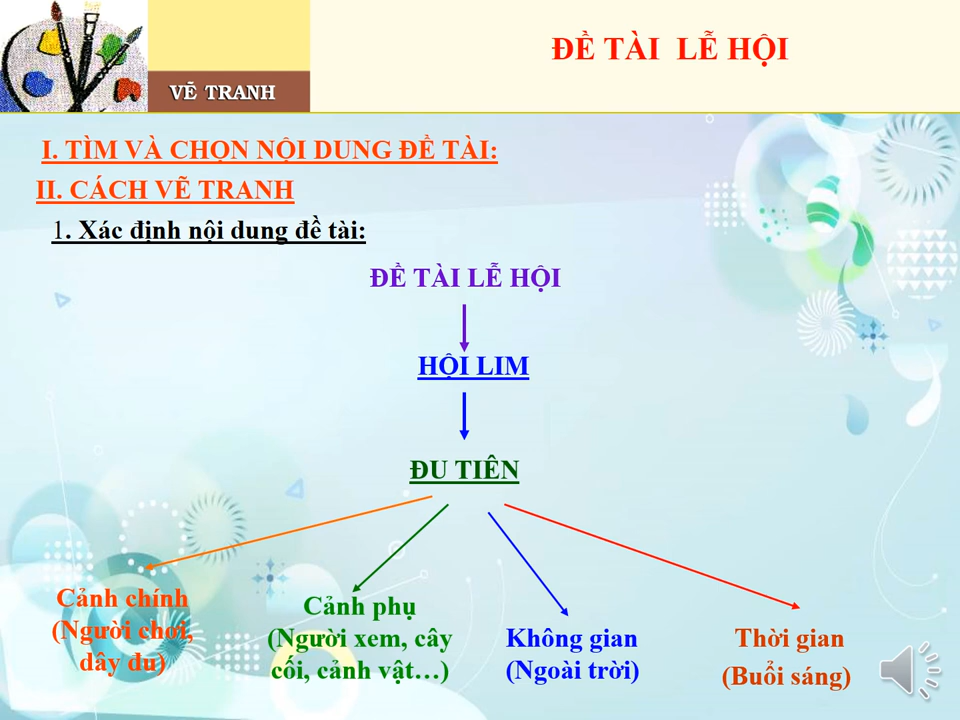 VẼ TRANH
ĐỀ TÀI LỄ HỘI
I. TÌM VÀ CHỌN NỘI DUNG ĐỀ TÀI:
II. CÁCH VẼ TRANH
1. Xác định nội dung đề tài:
ĐỀ TÀI LỄ HỘI
HỘI LIM
ĐU TIÊN
Cảnh chính
(Người chơi,
dây đu)
Cảnh phụ
(Người xem, cây
cối, cảnh vật…)
Không gian
(Ngoài trời)
Thời gian
(Buổi sáng)